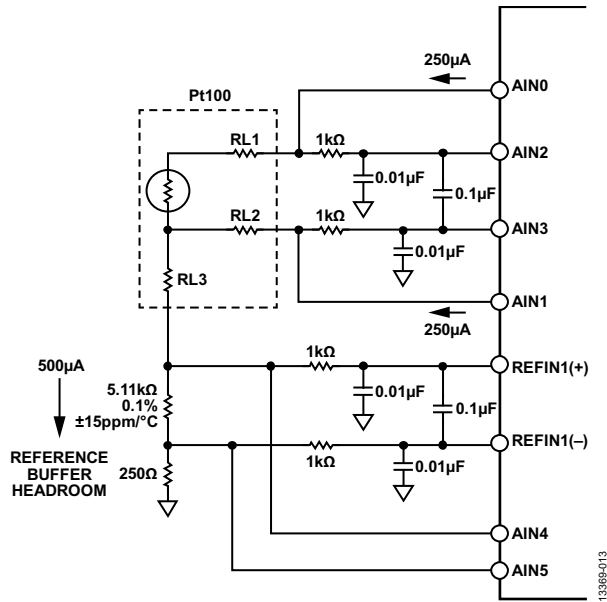 250µA
AIN0
Pt100
RL1
1kΩ
AIN2
0.01µF
0.1µF
RL2
1kΩ
AIN3
0.01µF
RL3
AIN1
250µA
500µA
1kΩ
REFIN1(+)
5.11kΩ
0.1%
±15ppm/°C
0.01µF
0.1µF
REFERENCE
BUFFER
HEADROOM
250Ω
1kΩ
REFIN1(–)
0.01µF
AIN4
AIN5
13369-013